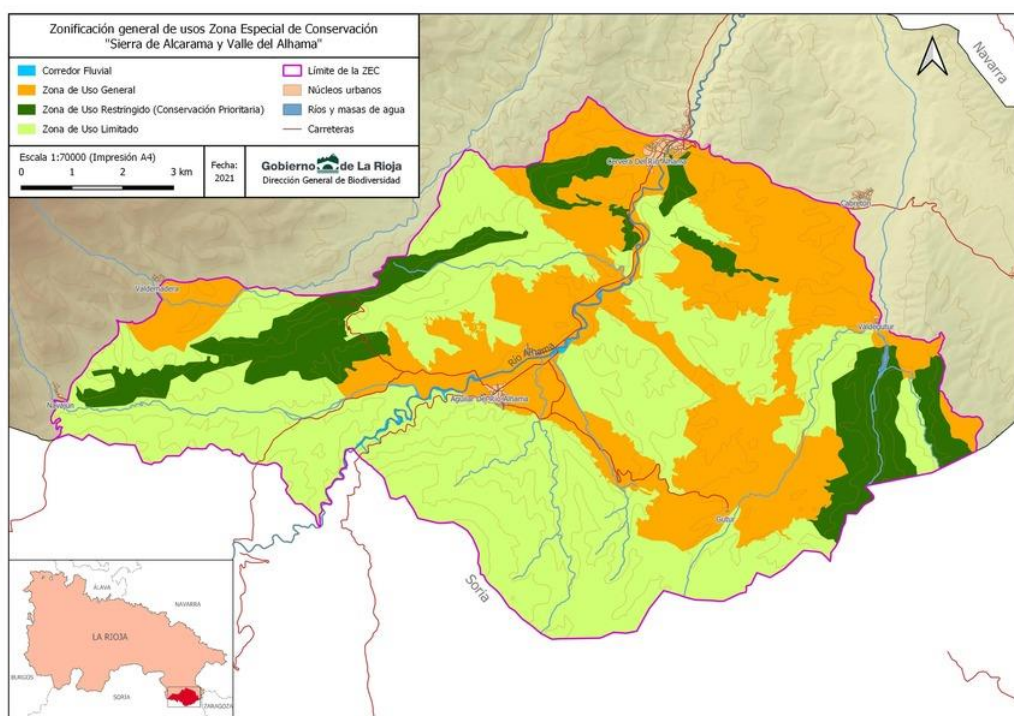 Zonificación general de usos Zona Especial de Conservación
"Sierra de Alcarama y Valle del Alhama"
Corredor Fluvial
Zona de Uso General
Zona de Uso Restringido (Conservación Prioritaria)
Zona de Uso Limitado
Límite de la ZEC
Núcleos urbanos
Ríos y masas de agua
Carreteras
Escala 1:70000 (Impresión A4)
0 1 2 3 km
Fecha:
2021
Gobierno de La Rioja
Dirección General de Biodiversidad
Navarra
Cervera Del Río Alhama
Cabretón
Valdemadera
Valdegutur
Río Alhama
Navajún
Aguilar Del Río Alhama
Gutur
Soria
ÁLAVA
NAVARRA
LA RIOJA
BURGOS
SORIA
ZARAGOZA